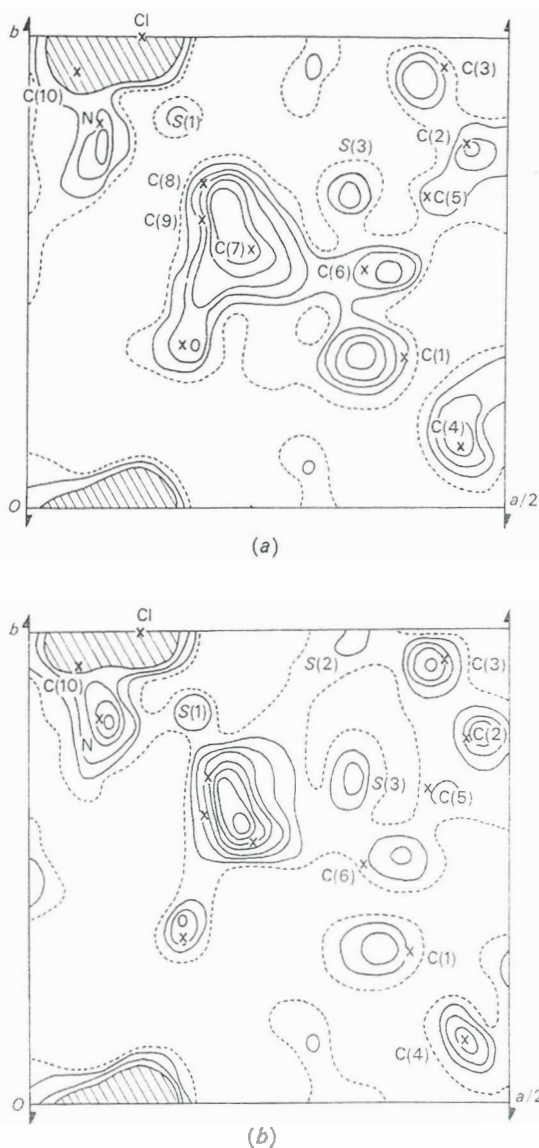 Cl
b
C(10)
N
S(1)
C(3)
C(2)
S(3)
C(8)
C(5)
C(9)
C(7)
C(6)
O
C(1)
C(4)
O
a/2
(a)
Cl
b
S(2)
C(3)
C(10)
S(1)
C(2)
N
S(3)
C(5)
C(6)
O
C(1)
C(4)
O
a/2
(b)